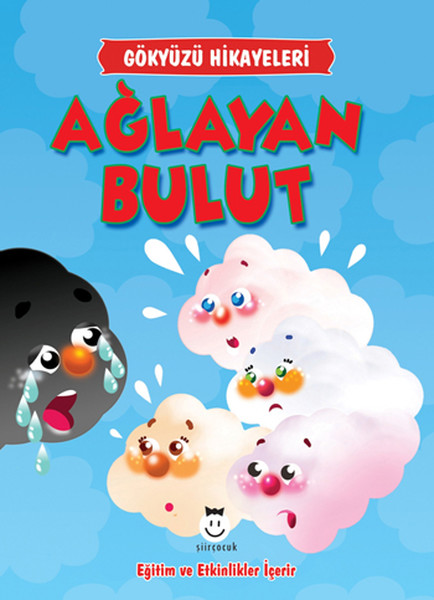 GÖKYÜZÜ HİKAYELERİ
AĞLAYAN
BULUT
şiirçocuk
Eğitim ve Etkinlikler İçerir